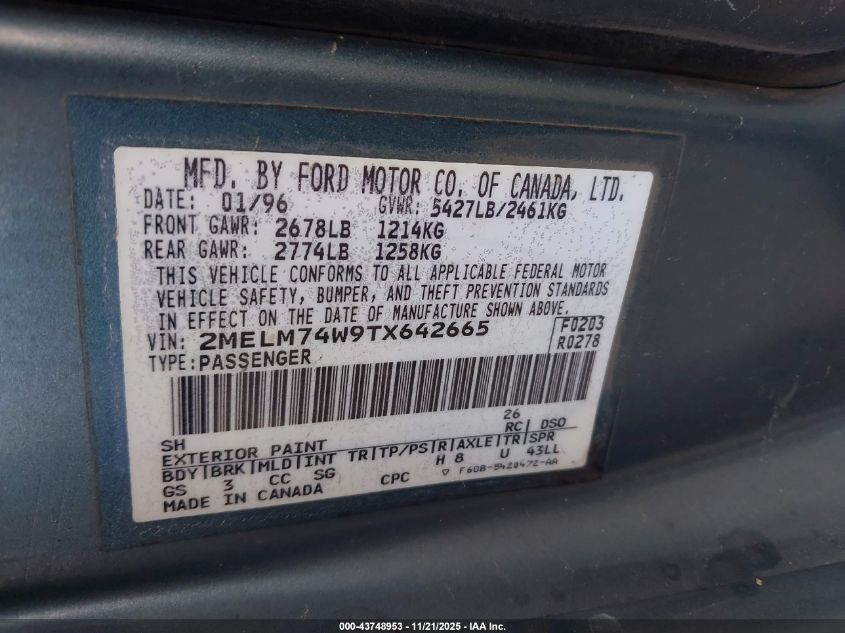 MFD. BY FORD MOTOR CO. OF CANADA, LTD.
DATE: 01/96 GVWR: 5427LB/2461KG
FRONT GAWR: 2678LB 1214KG
REAR GAWR: 2774LB 1258KG
THIS VEHICLE CONFORMS TO ALL APPLICABLE FEDERAL MOTOR
VEHICLE SAFETY, BUMPER, AND THEFT PREVENTION STANDARDS
IN EFFECT ON THE DATE OF MANUFACTURE SHOWN ABOVE.
VIN: 2MELM74W9TX642665 F0203
TYPE: PASSENGER R0278
SH 26
EXTERIOR PAINT RC DSO
BDY BRK MLD INT TR TP/PS R AXLE TR SPR
GS 3 CC SG CPC H 8 U 43LL
MADE IN CANADA ▽ F60B-5420472-AA
000-43748953 - 11/21/2025 - IAA Inc.